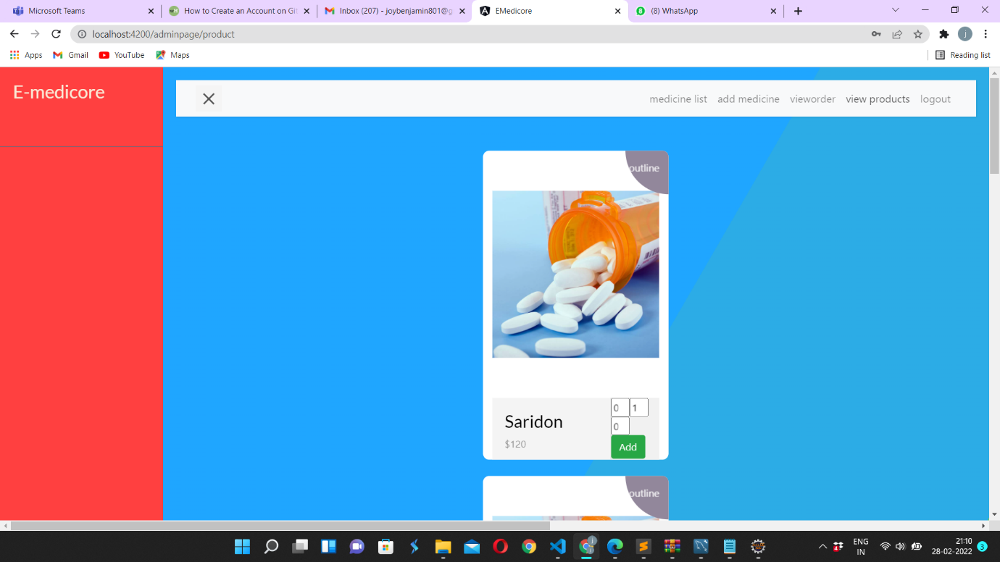 Microsoft Teams
How to Create an Account on Git
Inbox (207) - joybenjamin801@g
EMedicore
(8) WhatsApp
localhost:4200/adminpage/product
j
Apps
Gmail
YouTube
Maps
Reading list
E-medicore
medicine list
add medicine
vieworder
view products
logout
outline
Saridon
$120
0
1
0
Add
outline
ENG
IN
21:10
28-02-2022
3